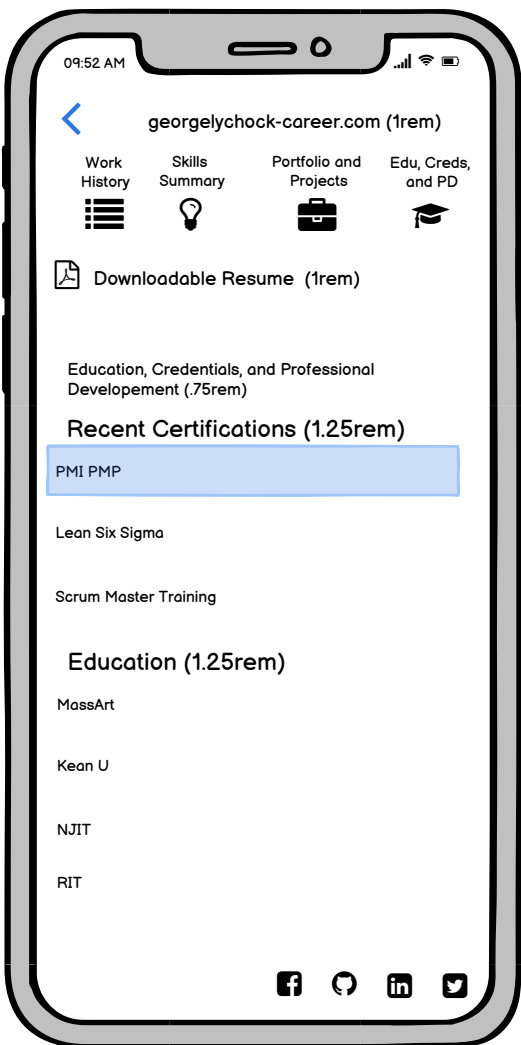 09:52 AM
georgelychock-career.com (1rem)
Work History
Skills Summary
Portfolio and Projects
Edu, Creds, and PD
Downloadable Resume (1rem)
Education, Credentials, and Professional
Developement (.75rem)
Recent Certifications (1.25rem)
PMI PMP
Lean Six Sigma
Scrum Master Training
Education (1.25rem)
MassArt
Kean U
NJIT
RIT